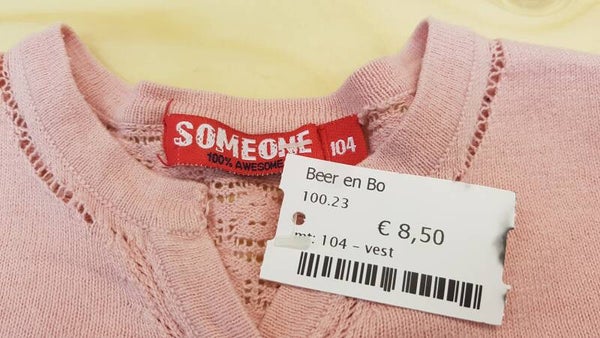 SOMEONE
104
100% AWESOME
Beer en Bo
100.23
€ 8,50
mt: 104 - vest